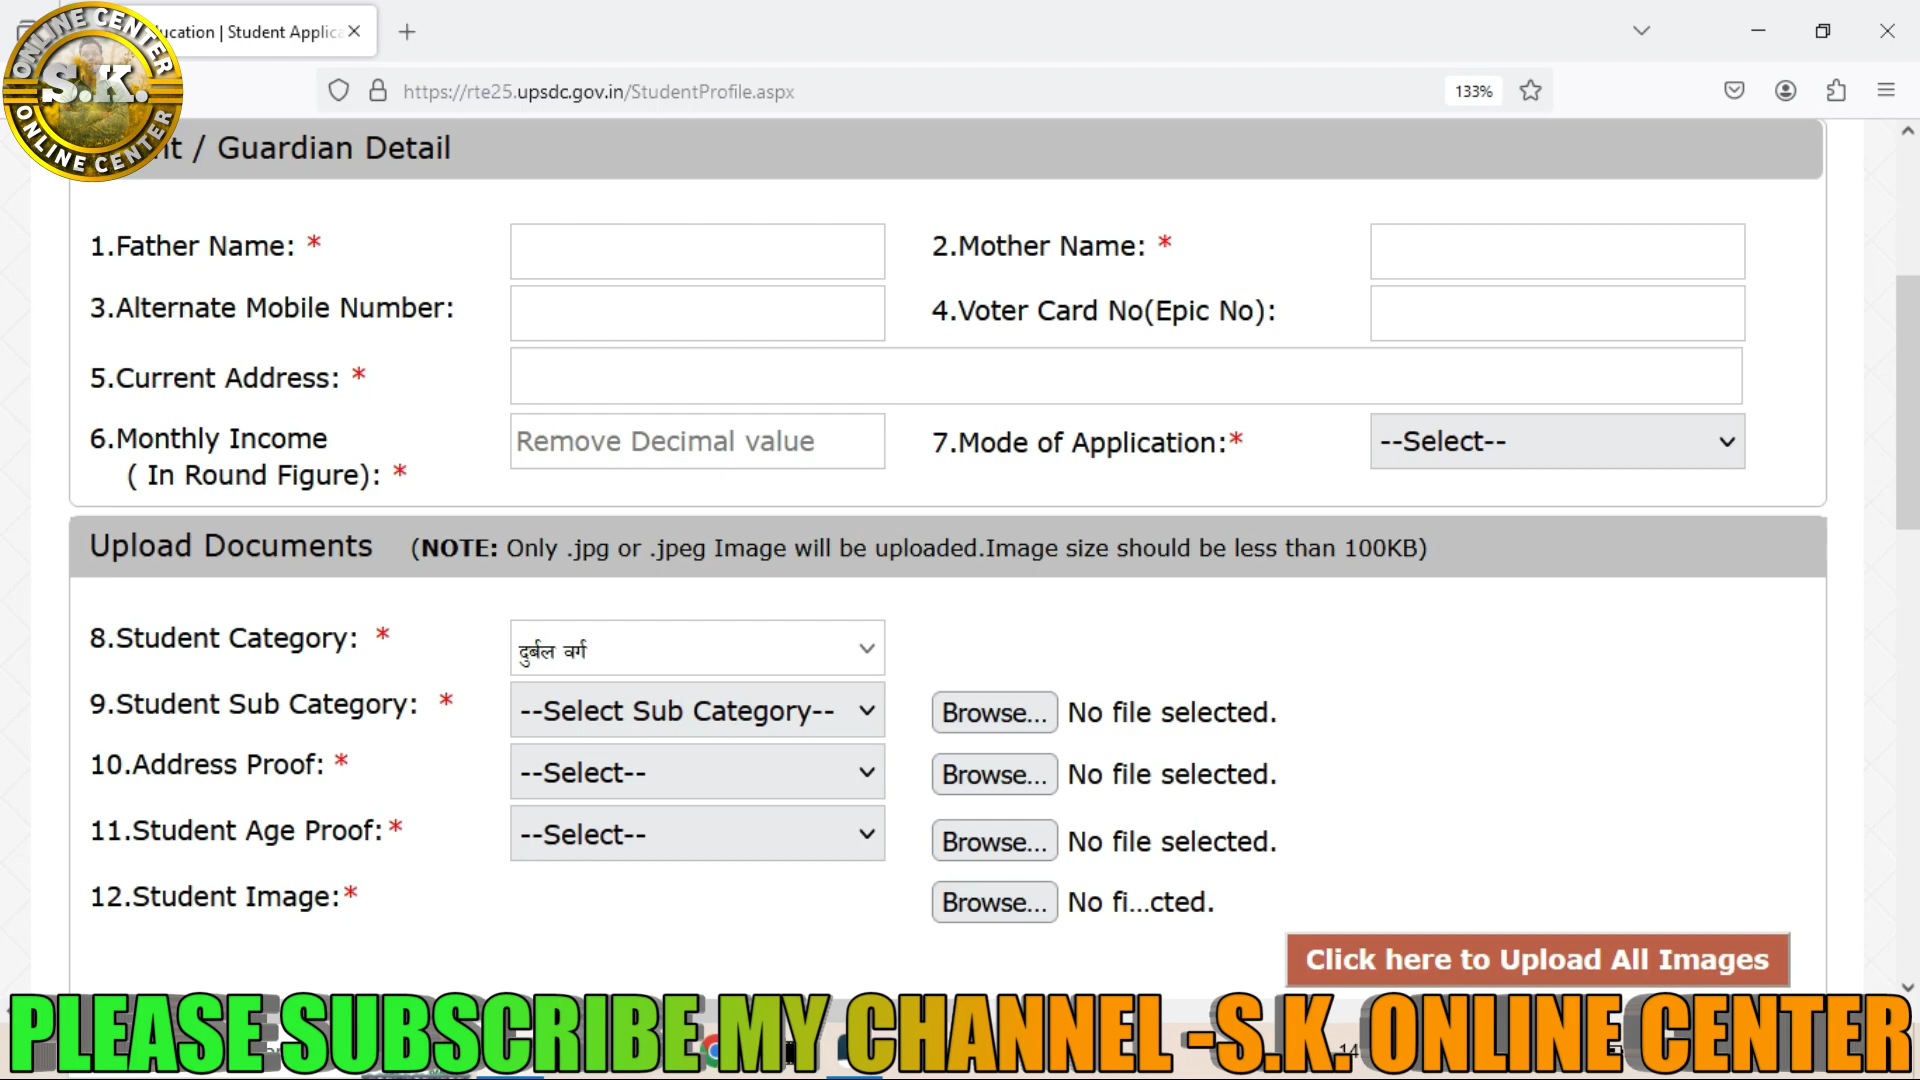 ucation | Student Applica
ONLINE CENTER
S.K.
ONLINE CENTER
https://rte25.upsdc.gov.in/StudentProfile.aspx
133%
nt / Guardian Detail
1.Father Name: *
2.Mother Name: *
3.Alternate Mobile Number:
4.Voter Card No(Epic No):
5.Current Address: *
6.Monthly Income
( In Round Figure): *
Remove Decimal value
7.Mode of Application:*
--Select--
Upload Documents (NOTE: Only .jpg or .jpeg Image will be uploaded.Image size should be less than 100KB)
8.Student Category: *
दुर्बल वर्ग
9.Student Sub Category: *
--Select Sub Category--
Browse... No file selected.
10.Address Proof: *
--Select--
Browse... No file selected.
11.Student Age Proof:*
--Select--
Browse... No file selected.
12.Student Image:*
Browse... No fi...cted.
Click here to Upload All Images
PLEASE SUBSCRIBE MY CHANNEL -S.K. ONLINE CENTER